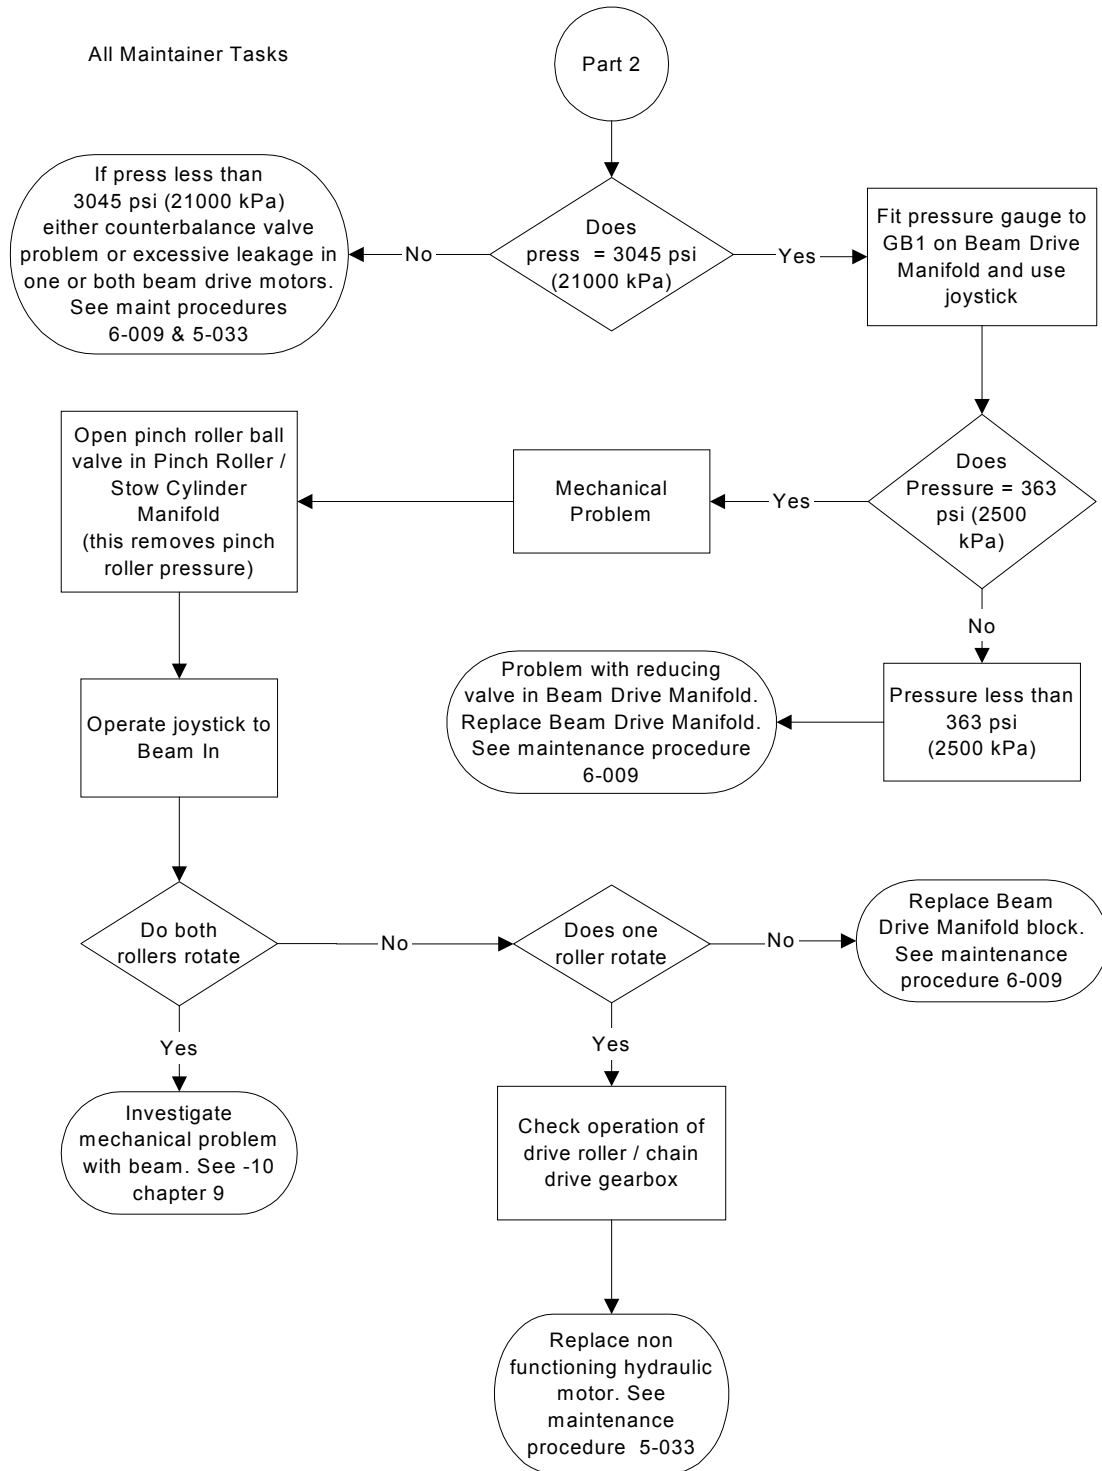 All Maintainer Tasks
Part 2
If press less than
3045 psi (21000 kPa)
either counterbalance valve
problem or excessive leakage in
one or both beam drive motors.
See maint procedures
6-009 & 5-033
No
Does
press = 3045 psi
(21000 kPa)
Yes
Fit pressure gauge to
GB1 on Beam Drive
Manifold and use
joystick
Open pinch roller ball
valve in Pinch Roller /
Stow Cylinder
Manifold
(this removes pinch
roller pressure)
Mechanical
Problem
Yes
Does
Pressure = 363
psi (2500
kPa)
No
Problem with reducing
valve in Beam Drive Manifold.
Replace Beam Drive Manifold.
See maintenance procedure
6-009
Pressure less than
363 psi
(2500 kPa)
Operate joystick to
Beam In
Do both
rollers rotate
No
Does one
roller rotate
No
Replace Beam
Drive Manifold block.
See maintenance
procedure 6-009
Yes
Yes
Investigate
mechanical problem
with beam. See -10
chapter 9
Check operation of
drive roller / chain
drive gearbox
Replace non
functioning hydraulic
motor. See
maintenance
procedure 5-033